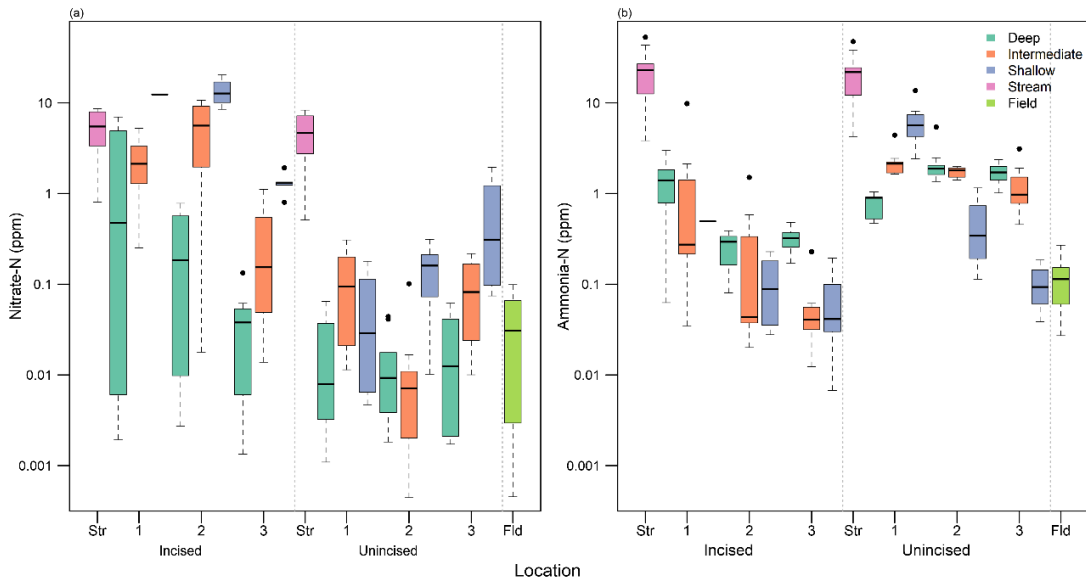 (a)
Nitrate-N (ppm)
10
1
0.1
0.01
0.001
Str 1 2 3 Str 1 2 3 Fld
Incised Unincised
(b)
Ammonia-N (ppm)
10
1
0.1
0.01
0.001
Deep
Intermediate
Shallow
Stream
Field
Str 1 2 3 Str 1 2 3 Fld
Incised Unincised
Location